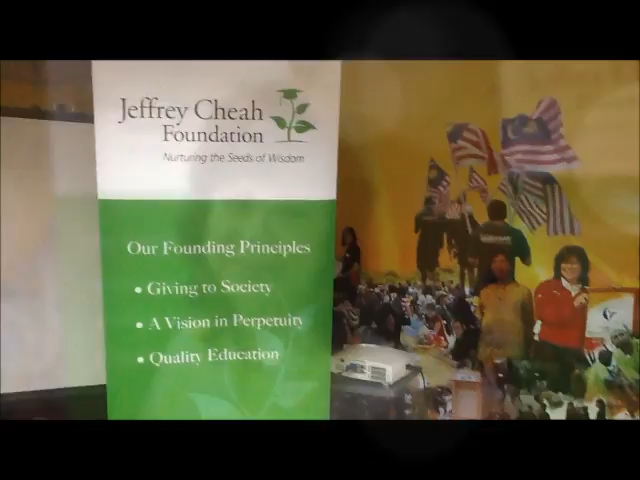 Jeffrey Cheah
Foundation
Nurturing the Seeds of Wisdom
Our Founding Principles
• Giving to Society
• A Vision in Perpetuity
• Quality Education